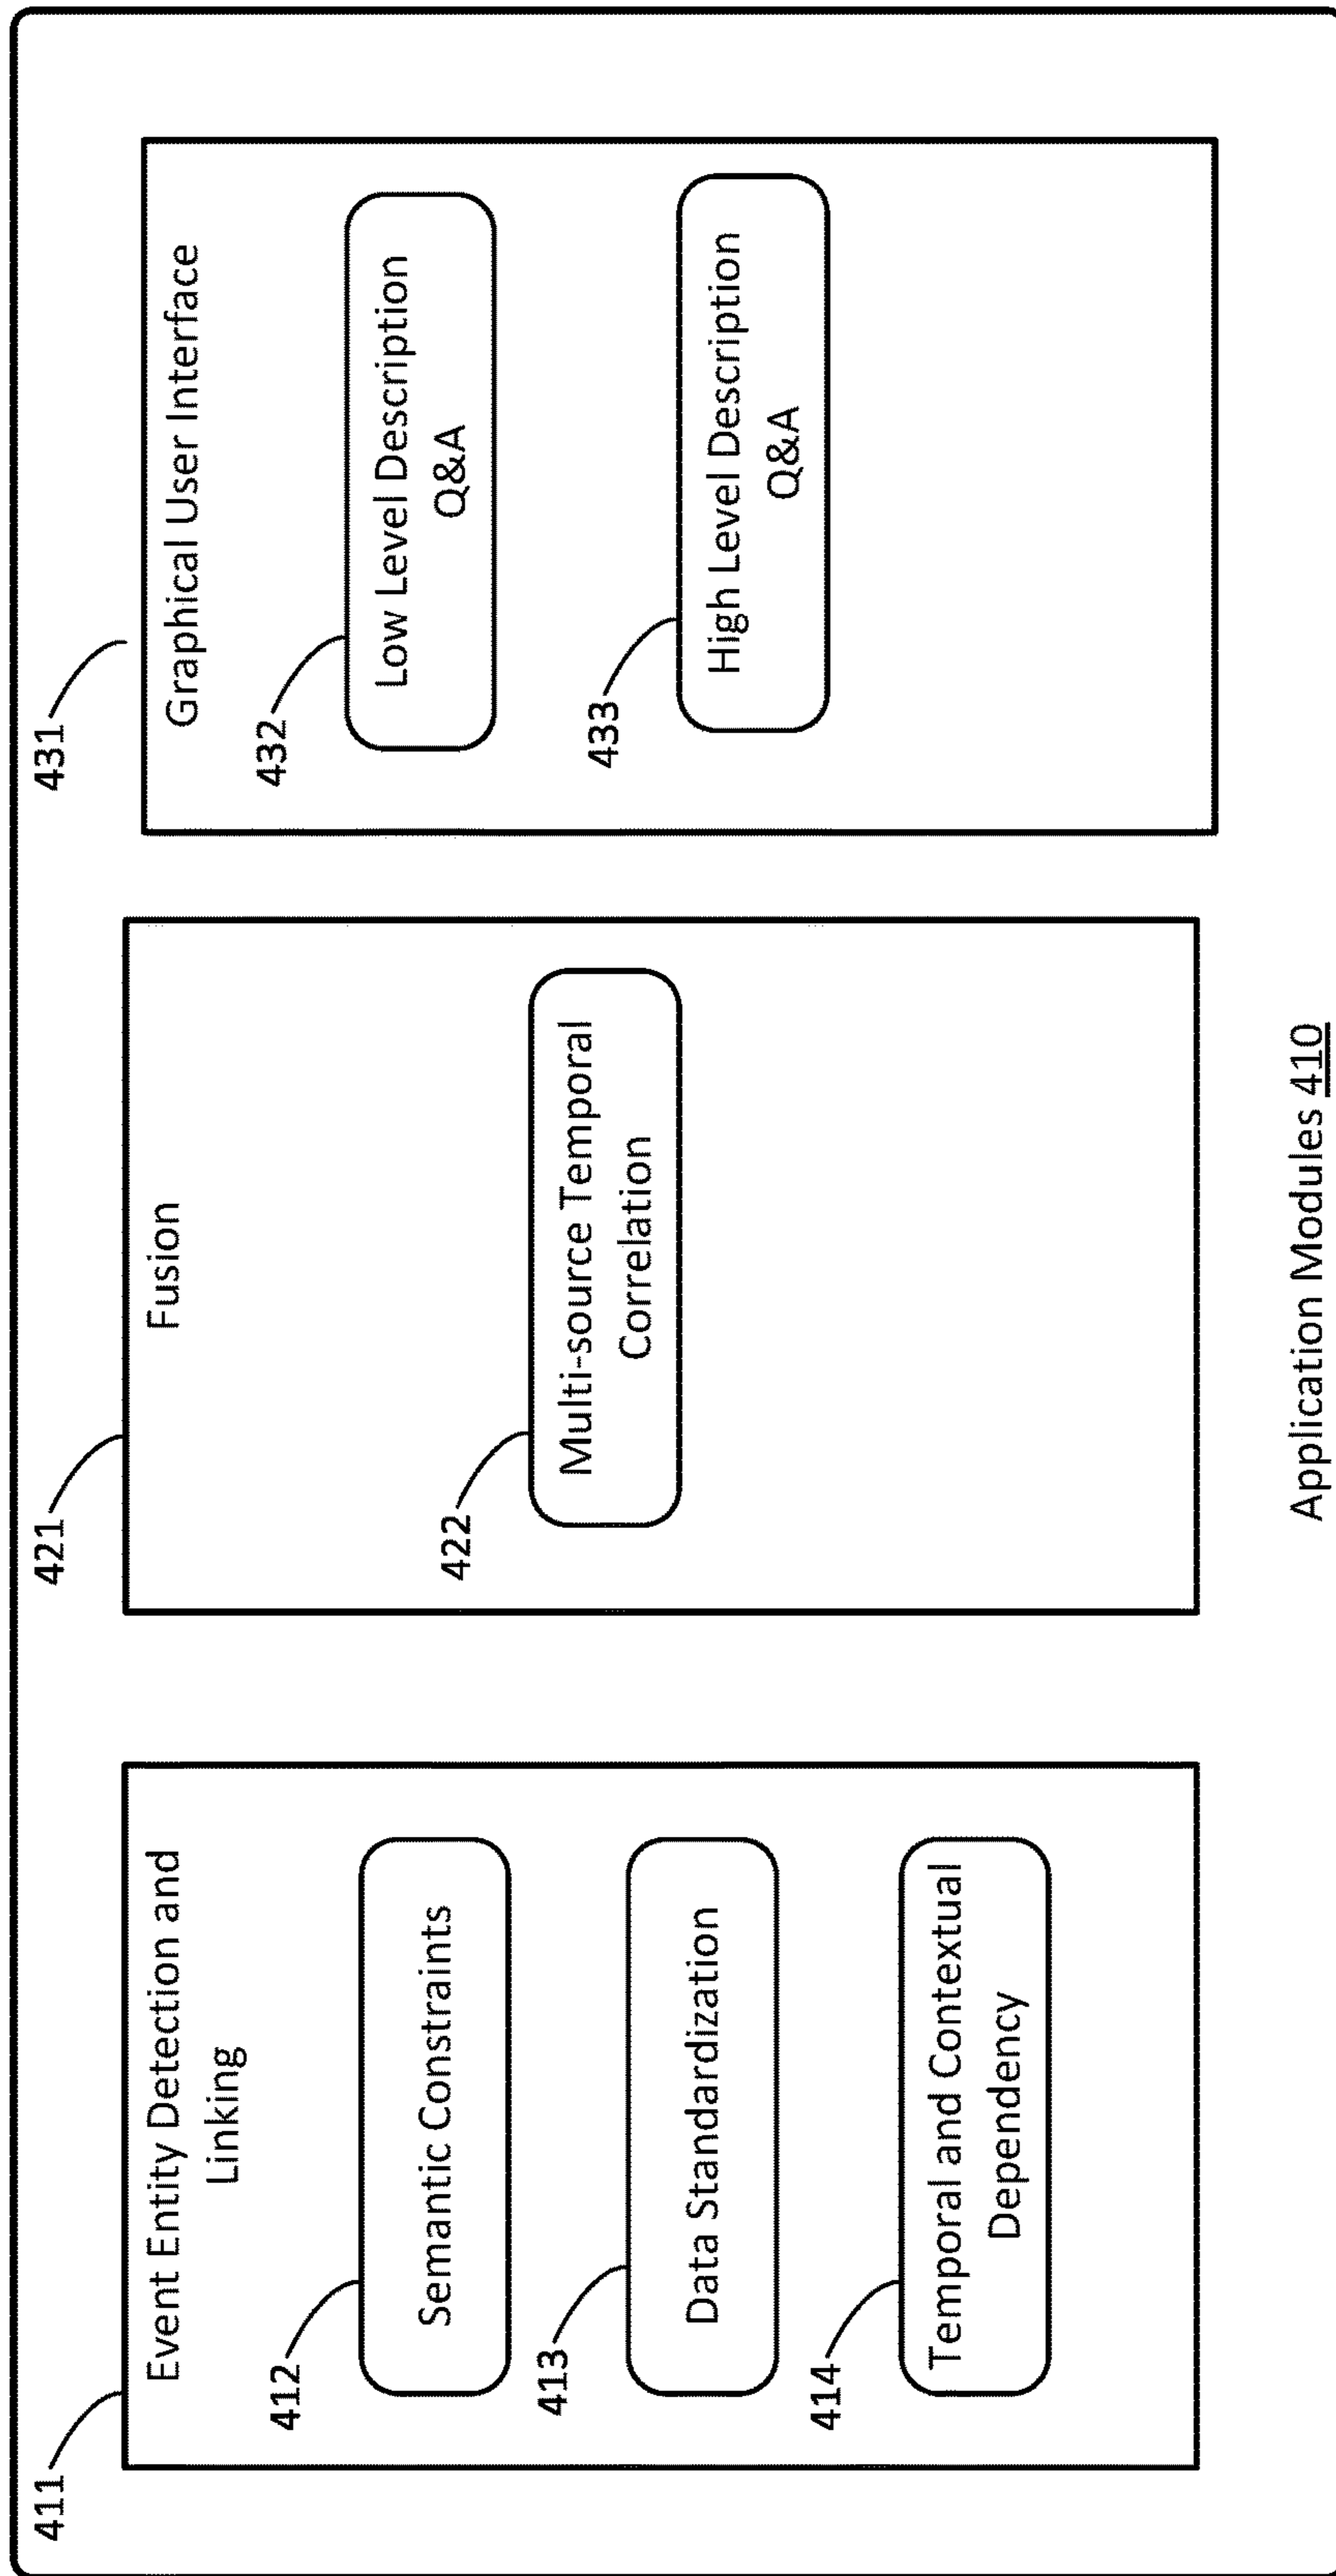 411
Event Entity Detection and
Linking
412
Semantic Constraints
413
Data Standardization
414
Temporal and Contextual
Dependency
421
Fusion
422
Multi-source Temporal
Correlation
431
Graphical User Interface
432
Low Level Description
Q&A
433
High Level Description
Q&A
Application Modules 410